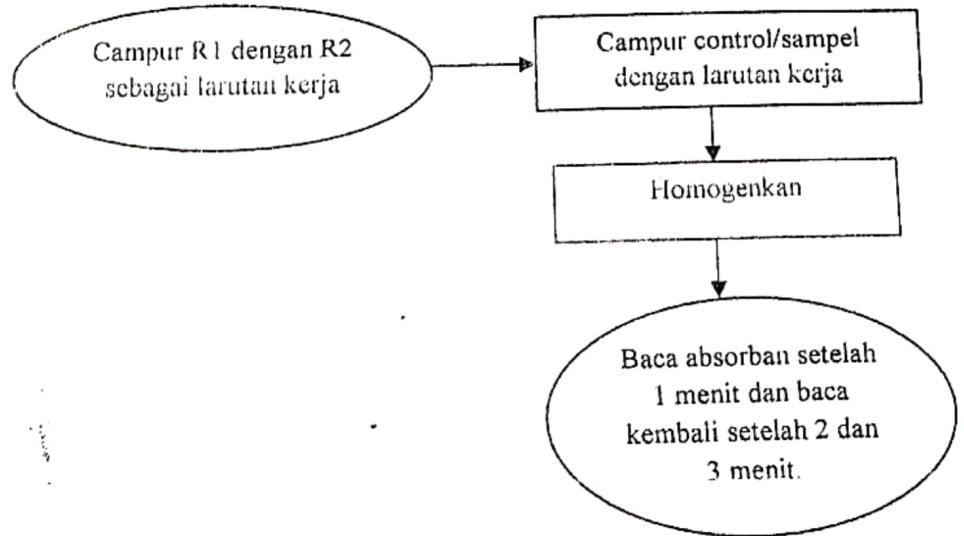 Campur R1 dengan R2
sebagai larutan kerja
Campur control/sampel
dengan larutan kerja
Homogenkan
Baca absorban setelah
1 menit dan baca
kembali setelah 2 dan
3 menit.